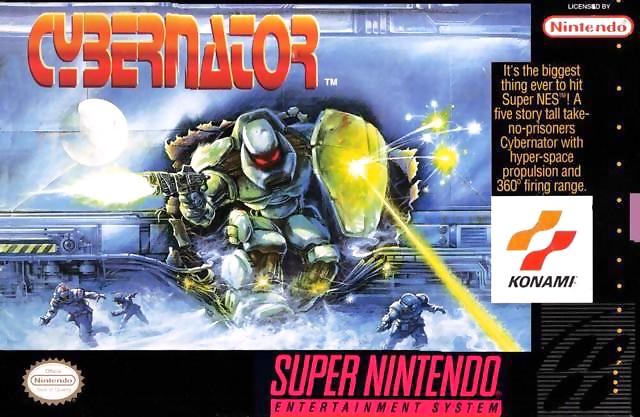 CYBERNATOR
TM
LICENSED BY
Nintendo
It's the biggest
thing ever to hit
Super NES™! A
five story tall take-
no-prisoners
Cybernator with
hyper-space
propulsion and
360° firing range.
KONAMI
Official
Nintendo
Seal of Quality
SUPER NINTENDO
ENTERTAINMENT SYSTEM